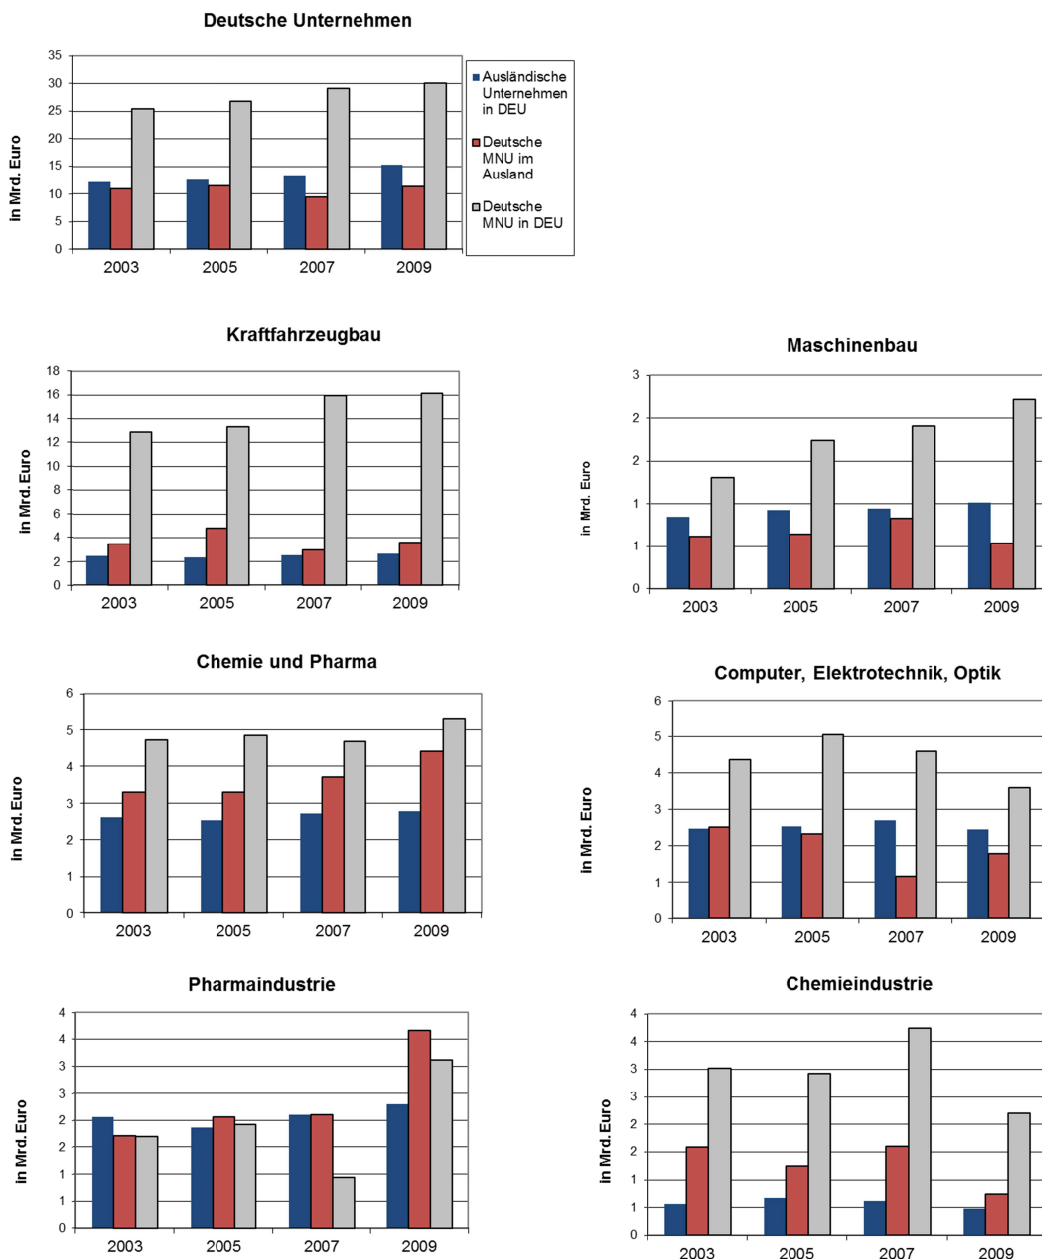 Deutsche Unternehmen
in Mrd. Euro
35
30
25
20
15
10
5
0
2003 2005 2007 2009
Ausländische
Unternehmen
in DEU
Deutsche
MNU im
Ausland
Deutsche
MNU in DEU
Kraftfahrzeugbau
in Mrd. Euro
18
16
14
12
10
8
6
4
2
0
2003 2005 2007 2009
Maschinenbau
in Mrd. Euro
3
2
2
1
1
0
2003 2005 2007 2009
Chemie und Pharma
in Mrd. Euro
6
5
4
3
2
1
0
2003 2005 2007 2009
Computer, Elektrotechnik, Optik
in Mrd. Euro
6
5
4
3
2
1
0
2003 2005 2007 2009
Pharmaindustrie
in Mrd. Euro
4
4
3
3
2
2
1
1
0
2003 2005 2007 2009
Chemieindustrie
in Mrd. Euro
4
4
3
3
2
2
1
1
0
2003 2005 2007 2009